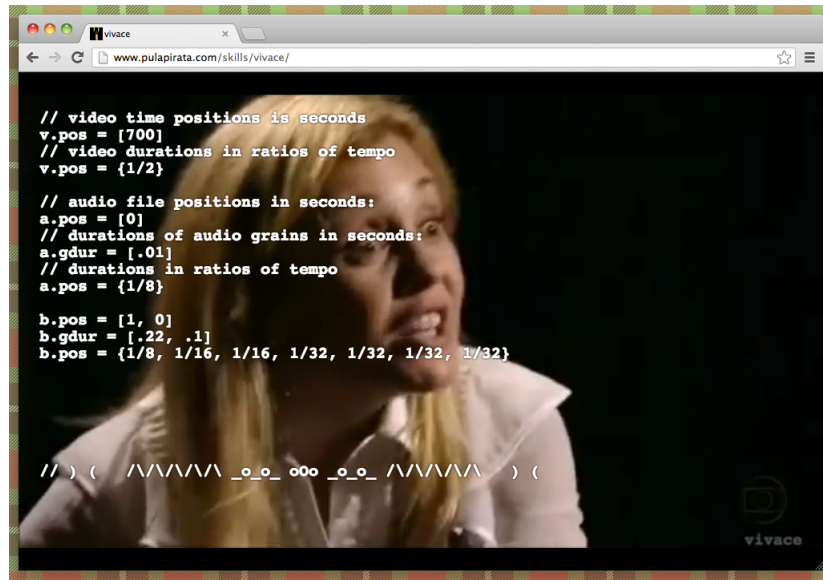 vivace
www.pulapirata.com/skills/vivace/
// video time positions is seconds
v.pos = [700]
// video durations in ratios of tempo
v.pos = {1/2}
// audio file positions in seconds:
a.pos = [0]
// durations of audio grains in seconds:
a.gdur = [.01]
// durations in ratios of tempo
a.pos = {1/8}
b.pos = [1, 0]
b.gdur = [.22, .1]
b.pos = {1/8, 1/16, 1/16, 1/32, 1/32, 1/32, 1/32}
// ) (   /\/\/\/\/\ _o_o_ oOo _o_o_ /\/\/\/\/\   ) (
vivace